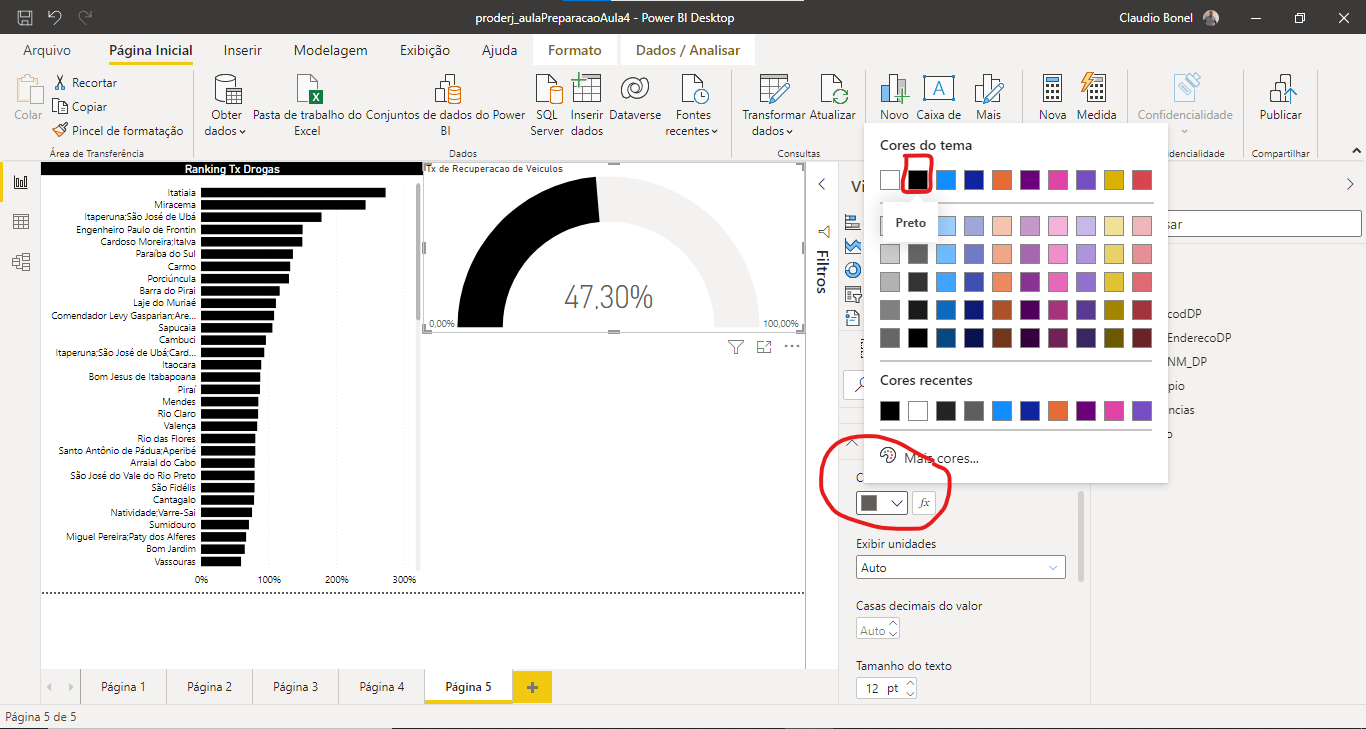 proderj_aulaPreparacaoAula4 - Power BI Desktop
Claudio Bonel
Arquivo
Página Inicial
Inserir
Modelagem
Exibição
Ajuda
Formato
Dados / Analisar
Colar
Recortar
Copiar
Pincel de formatação
Área de Transferência
Obter dados
Pasta de trabalho do Excel
Conjuntos de dados do Power BI
SQL Server
Inserir dados
Dataverse
Fontes recentes
Dados
Transformar dados
Atualizar
Consultas
Novo
Caixa de
Mais
Nova
Medida
Confidencialidade
dencialidade
Publicar
Compartilhar
Ranking Tx Drogas
Itatiaia
Miracema
Itaperuna;São José de Ubá
Engenheiro Paulo de Frontin
Cardoso Moreira;Italva
Paraíba do Sul
Carmo
Porciúncula
Barra do Piraí
Laje do Muriaé
Comendador Levy Gasparian;Are...
Sapucaia
Cambuci
Itaperuna;São José de Ubá;Card...
Itaocara
Bom Jesus de Itabapoana
Piraí
Mendes
Rio Claro
Valença
Rio das Flores
Santo Antônio de Pádua;Aperibé
Arraial do Cabo
São José do Vale do Rio Preto
São Fidélis
Cantagalo
Natividade;Varre-Sai
Sumidouro
Miguel Pereira;Paty dos Alferes
Bom Jardim
Vassouras
0%
100%
200%
300%
Tx de Recuperacao de Veiculos
47,30%
0,00%
100,00%
Filtros
Vi
Cores do tema
Preto
Cores recentes
Mais cores...
C
fx
Exibir unidades
Auto
Casas decimais do valor
Auto
Tamanho do texto
12 pt
sar
codDP
EnderecoDP
NM_DP
pio
ncias
o
Página 1
Página 2
Página 3
Página 4
Página 5
+
Página 5 de 5